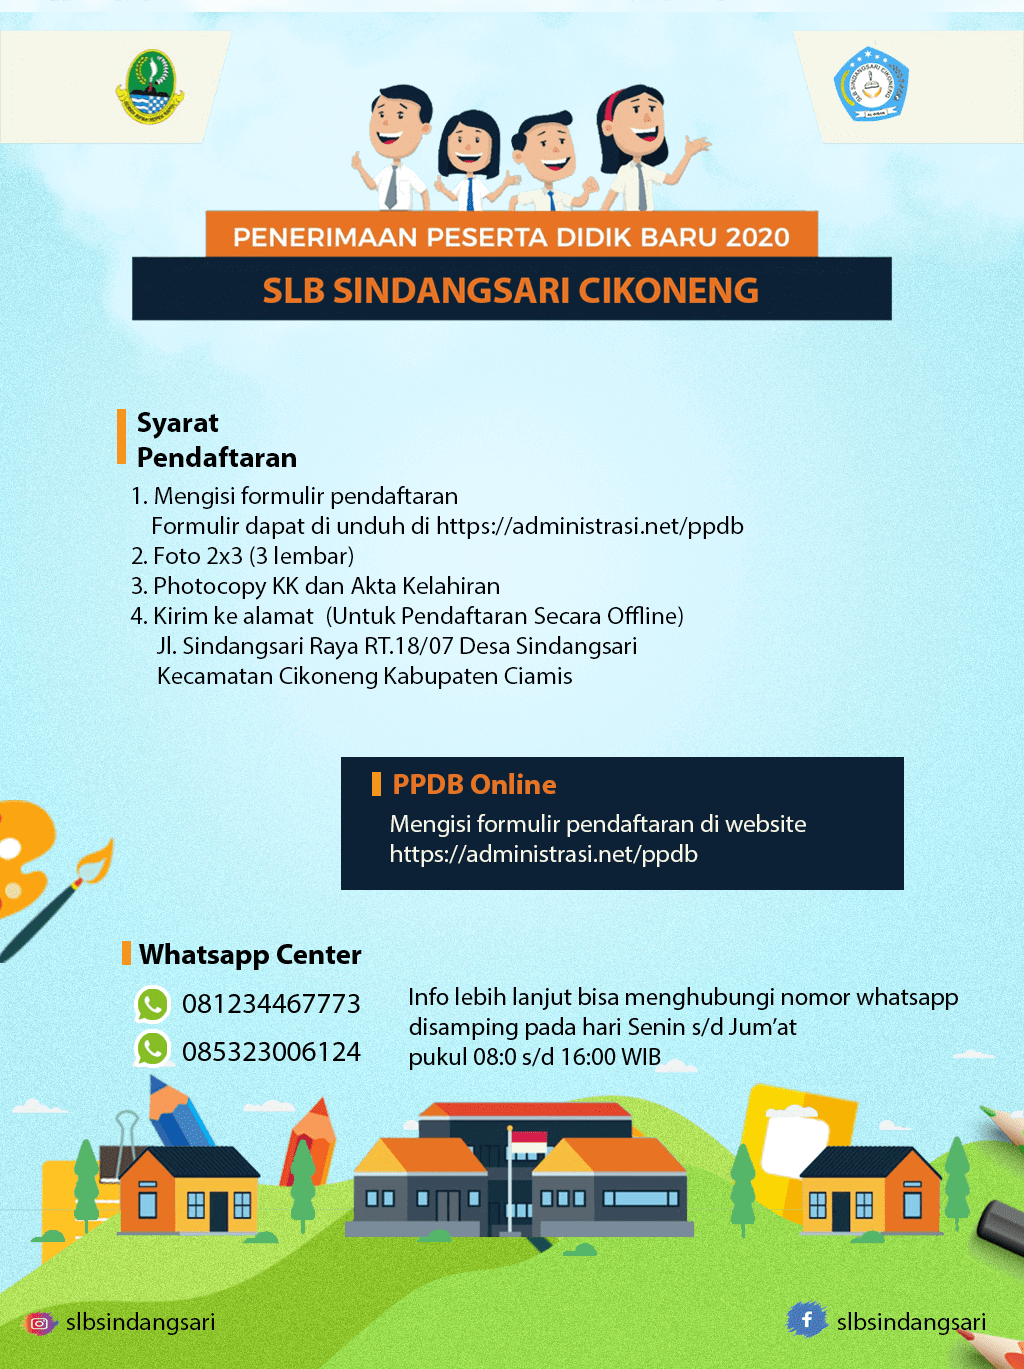 SLB SINDANGSARI CIKONENG
PENERIMAAN PESERTA DIDIK BARU 2020
SLB SINDANGSARI CIKONENG
Syarat
Pendaftaran
1. Mengisi formulir pendaftaran
Formulir dapat di unduh di https://administrasi.net/ppdb
2. Foto 2x3 (3 lembar)
3. Photocopy KK dan Akta Kelahiran
4. Kirim ke alamat (Untuk Pendaftaran Secara Offline)
Jl. Sindangsari Raya RT.18/07 Desa Sindangsari
Kecamatan Cikoneng Kabupaten Ciamis
PPDB Online
Mengisi formulir pendaftaran di website
https://administrasi.net/ppdb
Whatsapp Center
081234467773
085323006124
Info lebih lanjut bisa menghubungi nomor whatsapp
disamping pada hari Senin s/d Jum’at
pukul 08:0 s/d 16:00 WIB
slbsindangsari
slbsindangsari